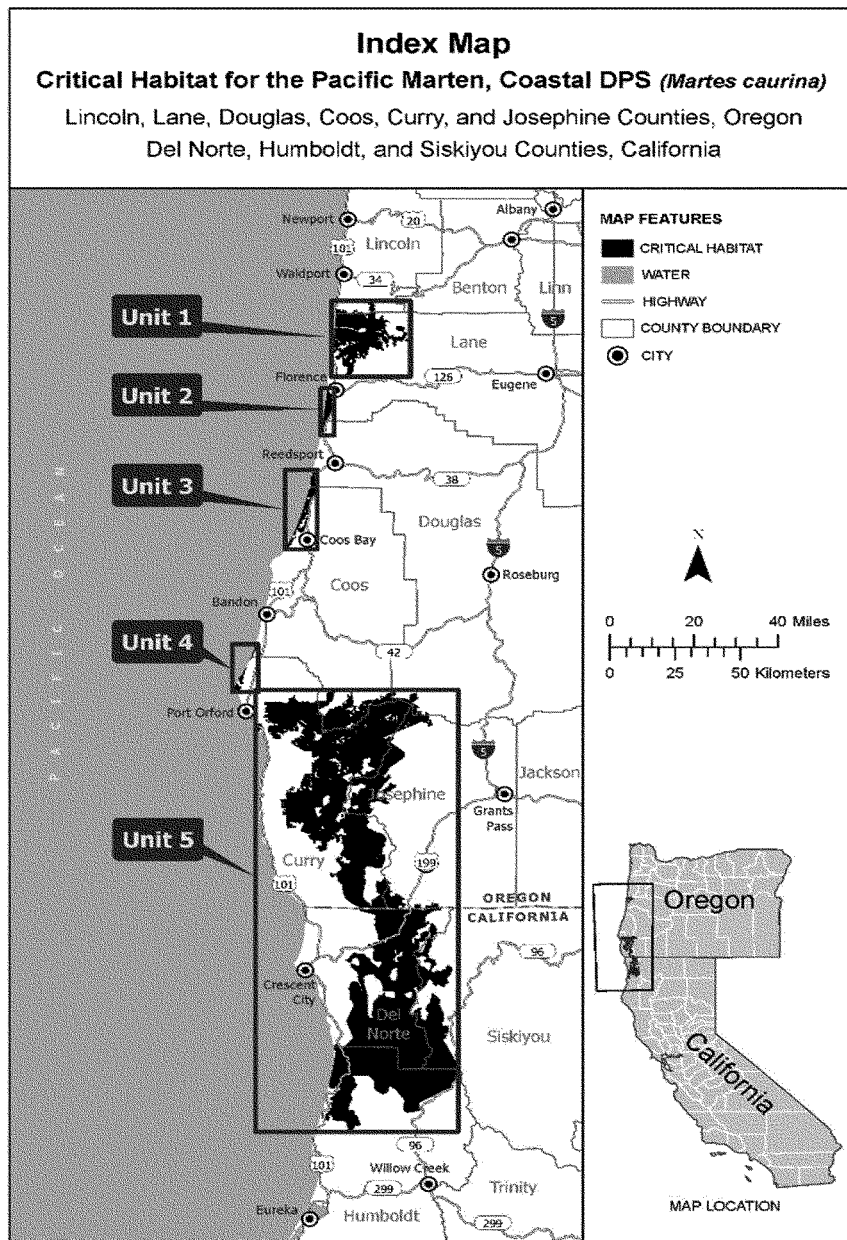 Index Map
Critical Habitat for the Pacific Marten, Coastal DPS (Martes caurina)
Lincoln, Lane, Douglas, Coos, Curry, and Josephine Counties, Oregon
Del Norte, Humboldt, and Siskiyou Counties, California
Newport
20
Albany
101
Lincoln
Waldport
34
Benton
Linn
Unit 1
5
Lane
Florence
126
Eugene
Unit 2
Reedsport
38
Unit 3
Douglas
Coos Bay
5
Coos
Roseburg
101
Bandon
Unit 4
42
Port Orford
5
Jackson
Josephine
Grants
Pass
Unit 5
Curry
199
101
OREGON
CALIFORNIA
96
Crescent
City
Del
Norte
Siskiyou
96
101
Willow Creek
299
Trinity
Eureka
Humboldt
299
PACIFIC OCEAN
MAP FEATURES
CRITICAL HABITAT
WATER
HIGHWAY
COUNTY BOUNDARY
CITY
N
0 20 40 Miles
0 25 50 Kilometers
Oregon
California
MAP LOCATION